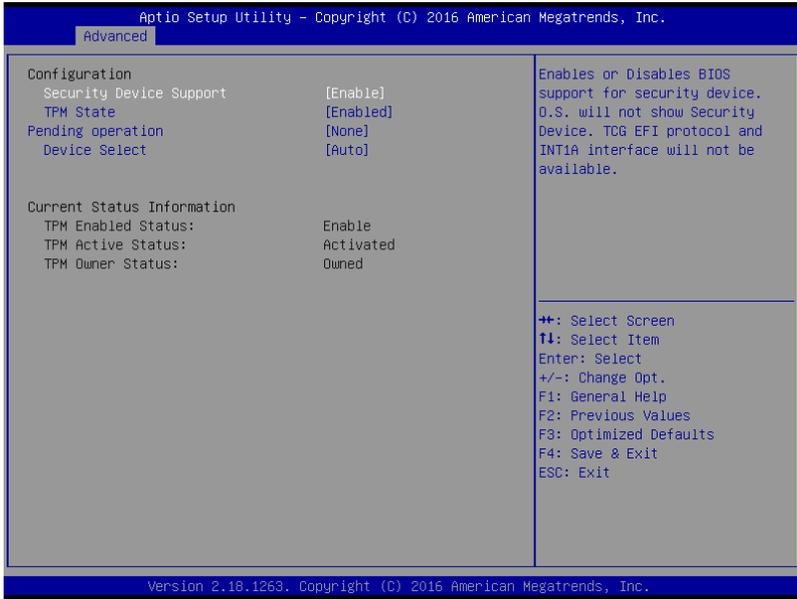 Aptio Setup Utility – Copyright (C) 2016 American Megatrends, Inc.
Advanced
Configuration
Security Device Support [Enable]
TPM State [Enabled]
Pending operation [None]
Device Select [Auto]
Current Status Information
TPM Enabled Status: Enable
TPM Active Status: Activated
TPM Owner Status: Owned
Enables or Disables BIOS
support for security device.
O.S. will not show Security
Device. TCG EFI protocol and
INT1A interface will not be
available.
→←: Select Screen
↑↓: Select Item
Enter: Select
+/-: Change Opt.
F1: General Help
F2: Previous Values
F3: Optimized Defaults
F4: Save & Exit
ESC: Exit
Version 2.18.1263. Copyright (C) 2016 American Megatrends, Inc.